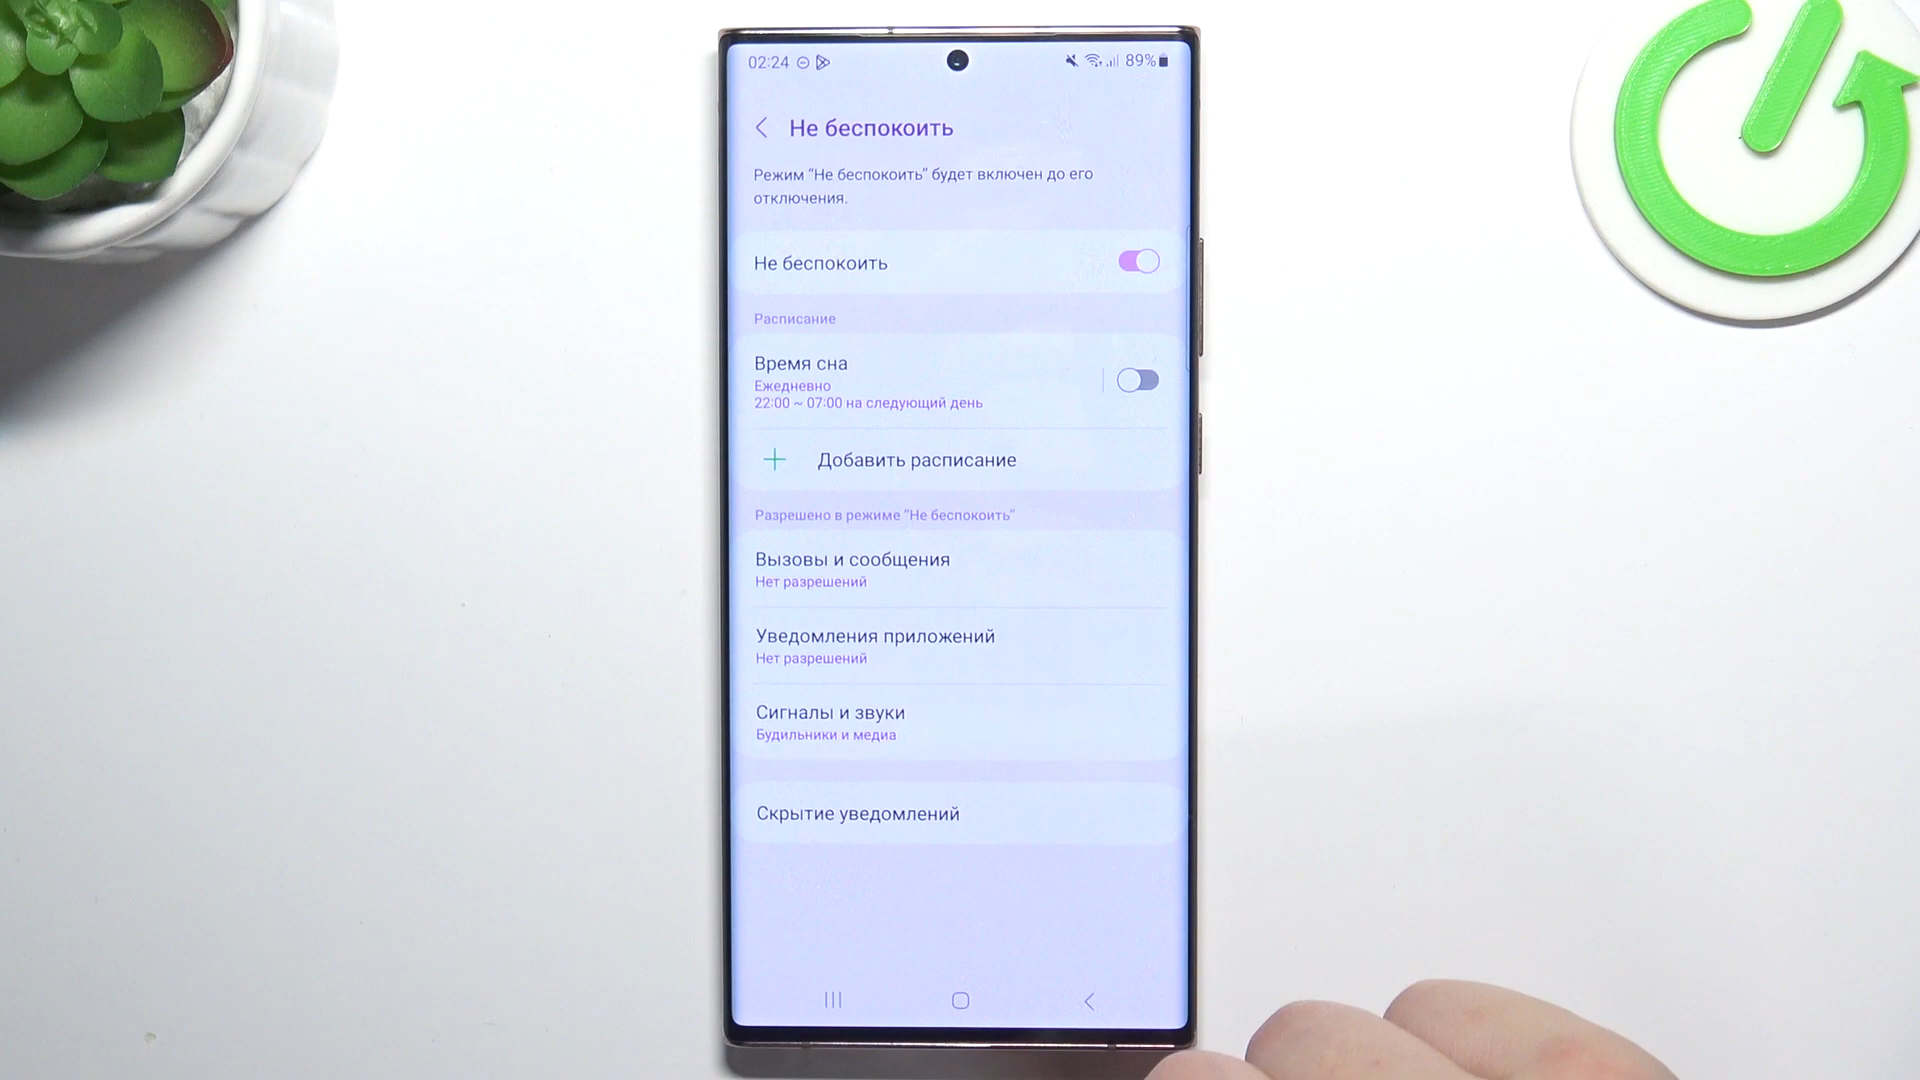 02:24
89%
Не беспокоить
Режим “Не беспокоить” будет включен до его
отключения.
Не беспокоить
Расписание
Время сна
Ежедневно
22:00 ~ 07:00 на следующий день
Добавить расписание
Разрешено в режиме “Не беспокоить”
Вызовы и сообщения
Нет разрешений
Уведомления приложений
Нет разрешений
Сигналы и звуки
Будильники и медиа
Скрытие уведомлений